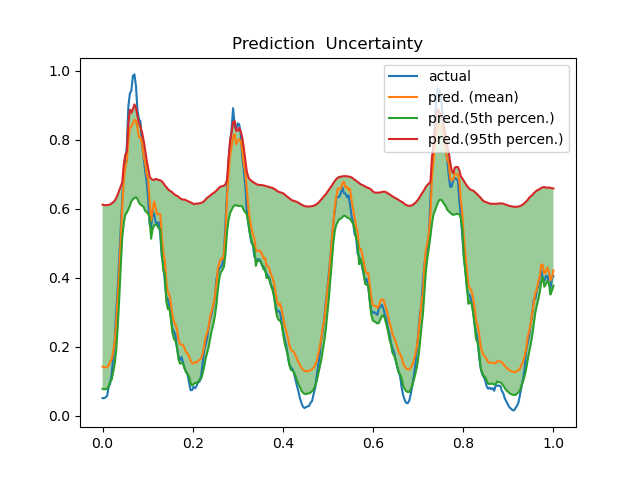 Prediction  Uncertainty
actual
pred. (mean)
pred.(5th percen.)
pred.(95th percen.)
1.0
0.8
0.6
0.4
0.2
0.0
0.0 0.2 0.4 0.6 0.8 1.0